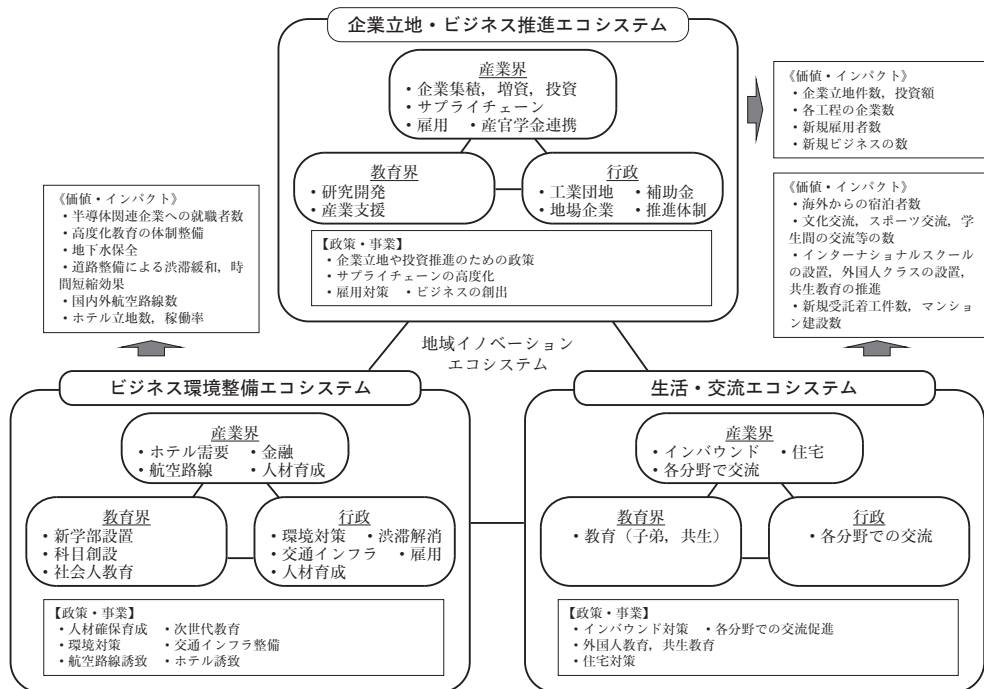 企業立地・ビジネス推進エコシステム
産業界
・企業集積，増資，投資
・サプライチェーン
・雇用　・産官学金連携
教育界
・研究開発
・産業支援
行政
・工業団地　・補助金
・地場企業　・推進体制
【政策・事業】
・企業立地や投資推進のための政策
・サプライチェーンの高度化
・雇用対策　・ビジネスの創出
《価値・インパクト》
・企業立地件数，投資額
・各工程の企業数
・新規雇用者数
・新規ビジネスの数
《価値・インパクト》
・半導体関連企業への就職者数
・高度化教育の体制整備
・地下水保全
・道路整備による渋滞緩和，時
間短縮効果
・国内外航空路線数
・ホテル立地数，稼働率
《価値・インパクト》
・海外からの宿泊者数
・文化交流，スポーツ交流，学
生間の交流等の数
・インターナショナルスクール
の設置，外国人クラスの設置，
共生教育の推進
・新規受託着工件数，マンショ
ン建設数
地域イノベーション
エコシステム
ビジネス環境整備エコシステム
産業界
・ホテル需要　・金融
・航空路線　・人材育成
教育界
・新学部設置
・科目創設
・社会人教育
行政
・環境対策　・渋滞解消
・交通インフラ　・雇用
・人材育成
【政策・事業】
・人材確保育成　・次世代教育
・環境対策　・交通インフラ整備
・航空路線誘致　・ホテル誘致
生活・交流エコシステム
産業界
・インバウンド　・住宅
・各分野で交流
教育界
・教育（子弟，共生）
行政
・各分野での交流
【政策・事業】
・インバウンド対策　・各分野での交流促進
・外国人教育，共生教育
・住宅対策